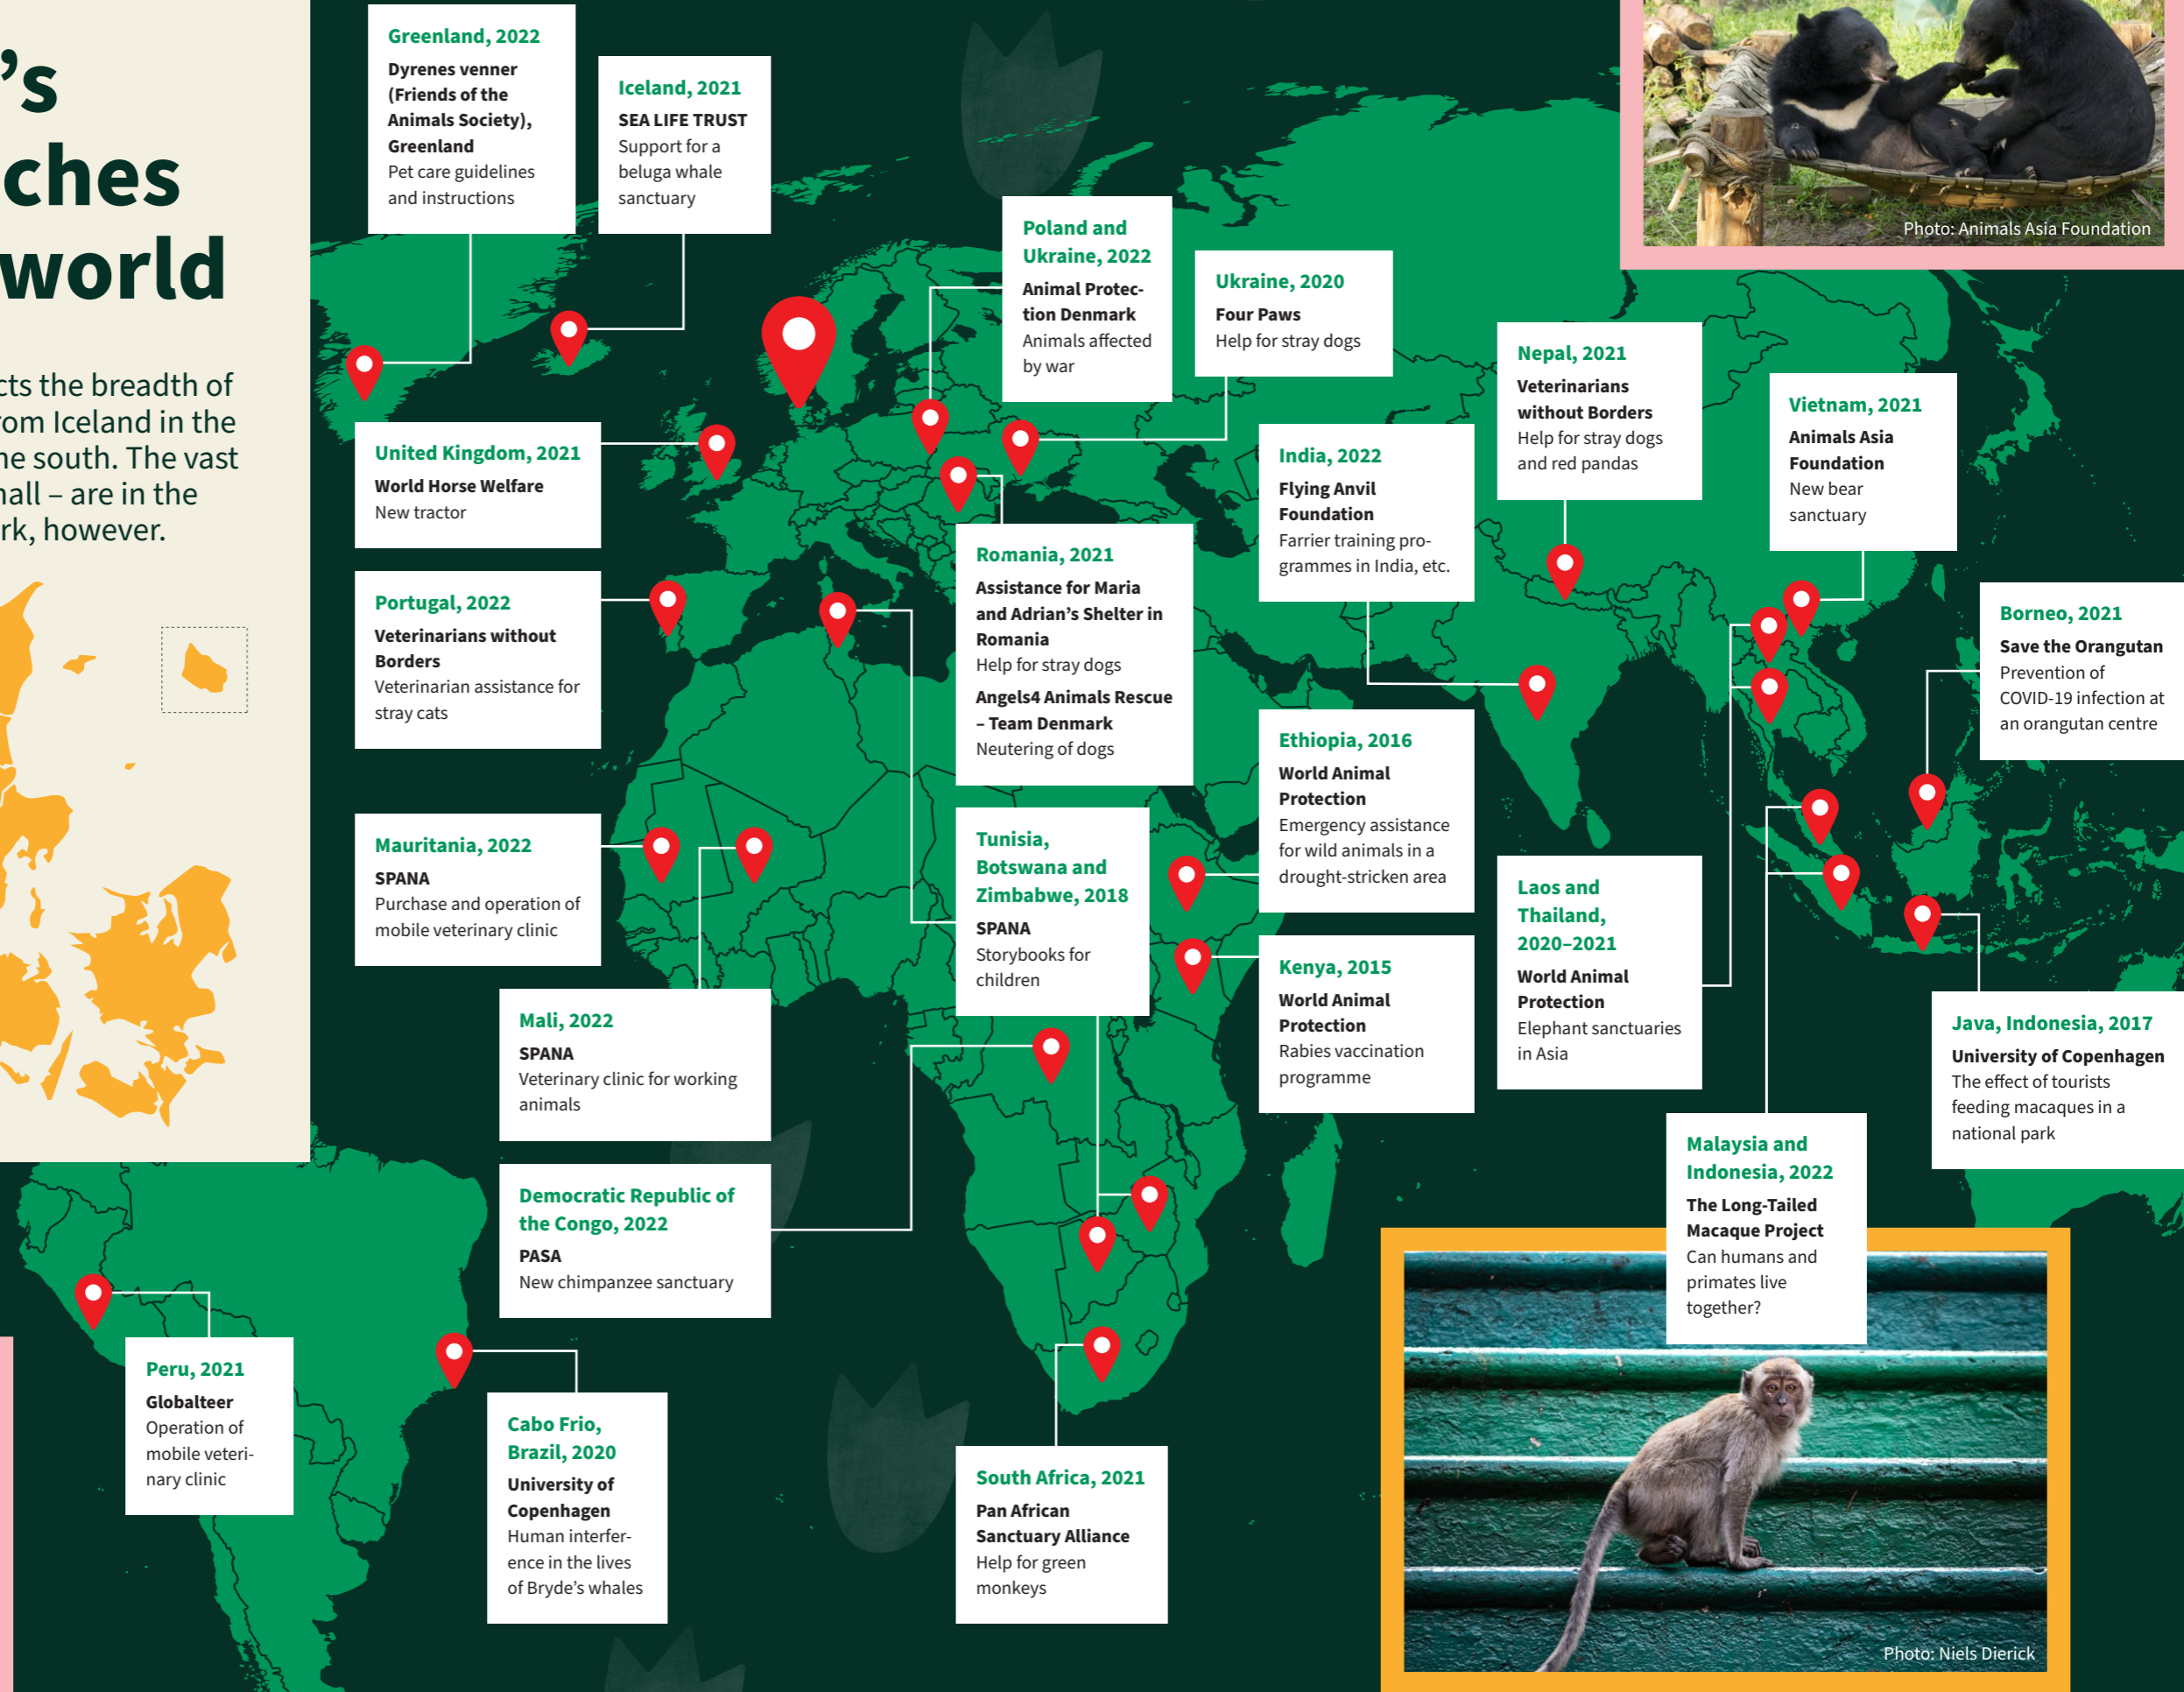 ’s
ches
world
cts the breadth of
om Iceland in the
he south. The vast
nall – are in the
rk, however.
Greenland, 2022
Dyrenes venner
(Friends of the
Animals Society),
Greenland
Pet care guidelines
and instructions
Iceland, 2021
SEA LIFE TRUST
Support for a
beluga whale
sanctuary
Poland and
Ukraine, 2022
Animal Protec-
tion Denmark
Animals affected
by war
Ukraine, 2020
Four Paws
Help for stray dogs
Photo: Animals Asia Foundation
Nepal, 2021
Veterinarians
without Borders
Help for stray dogs
and red pandas
Vietnam, 2021
Animals Asia
Foundation
New bear
sanctuary
United Kingdom, 2021
World Horse Welfare
New tractor
India, 2022
Flying Anvil
Foundation
Farrier training pro-
grammes in India, etc.
Portugal, 2022
Veterinarians without
Borders
Veterinarian assistance for
stray cats
Romania, 2021
Assistance for Maria
and Adrian’s Shelter in
Romania
Help for stray dogs
Angels4 Animals Rescue
– Team Denmark
Neutering of dogs
Borneo, 2021
Save the Orangutan
Prevention of
COVID-19 infection at
an orangutan centre
Ethiopia, 2016
World Animal
Protection
Emergency assistance
for wild animals in a
drought-stricken area
Mauritania, 2022
SPANA
Purchase and operation of
mobile veterinary clinic
Tunisia,
Botswana and
Zimbabwe, 2018
SPANA
Storybooks for
children
Laos and
Thailand,
2020–2021
World Animal
Protection
Elephant sanctuaries
in Asia
Kenya, 2015
World Animal
Protection
Rabies vaccination
programme
Mali, 2022
SPANA
Veterinary clinic for working
animals
Java, Indonesia, 2017
University of Copenhagen
The effect of tourists
feeding macaques in a
national park
Malaysia and
Indonesia, 2022
The Long-Tailed
Macaque Project
Can humans and
primates live
together?
Democratic Republic of
the Congo, 2022
PASA
New chimpanzee sanctuary
Peru, 2021
Globalteer
Operation of
mobile veteri-
nary clinic
Cabo Frio,
Brazil, 2020
University of
Copenhagen
Human interfer-
ence in the lives
of Bryde’s whales
South Africa, 2021
Pan African
Sanctuary Alliance
Help for green
monkeys
Photo: Niels Dierick